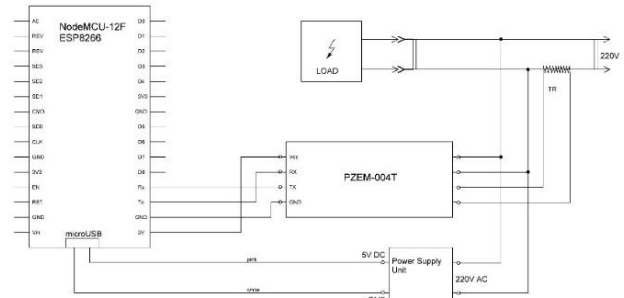 NodeMCU-12F
ESP8266
AE D0
RSV D1
RSV D2
SD3 D3
SD2 D4
SD1 3V3
CMD GND
SD0 D5
CLK D6
GND D7
3V3 D8
EN Rx
RST Tx
GND GND
Vin 3V
microUSB
LOAD
220V
TR
Vcc
RX
TX
GND
PZEM-004T
pink
white
5V DC
Power Supply
Unit
220V AC